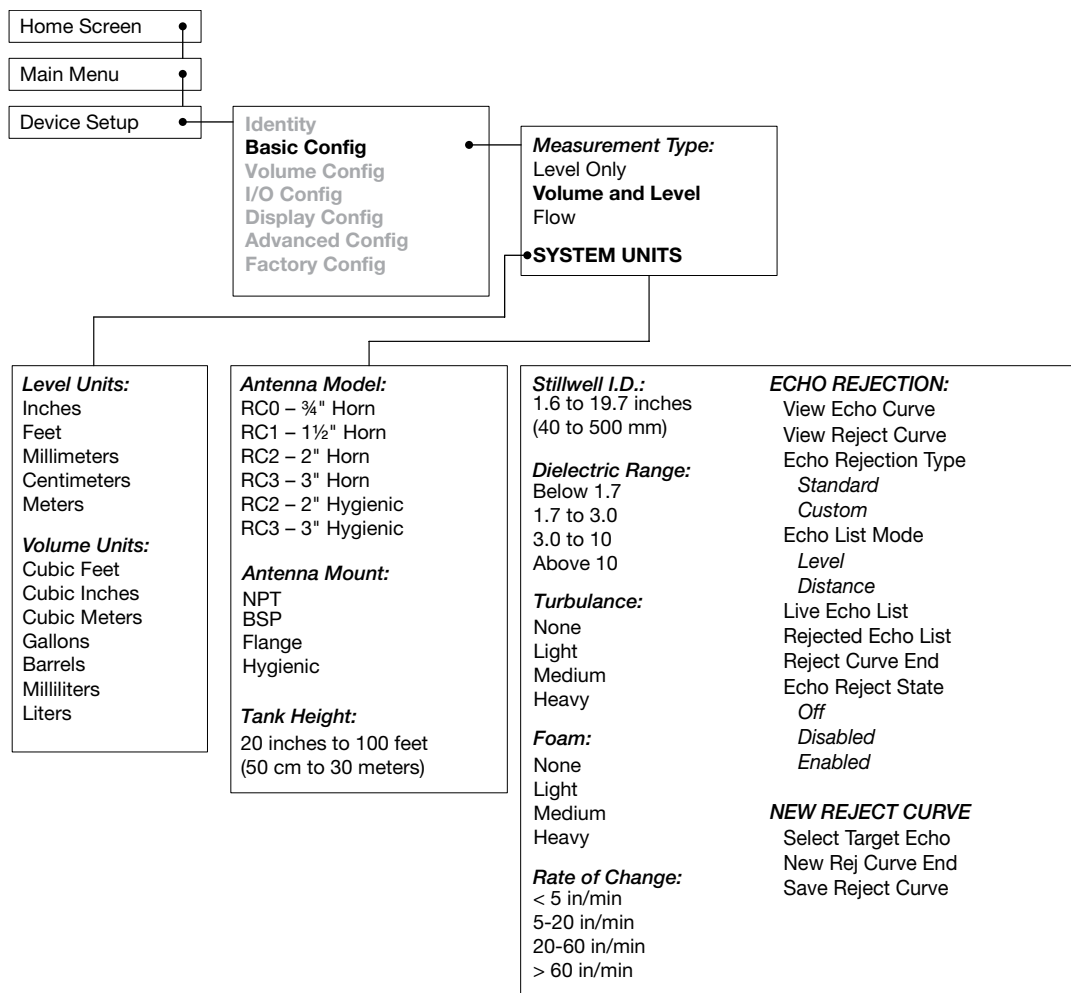 Home Screen
Main Menu
Device Setup
Identity
Basic Config
Volume Config
I/O Config
Display Config
Advanced Config
Factory Config
Measurement Type:
Level Only
Volume and Level
Flow
SYSTEM UNITS
Level Units:
Inches
Feet
Millimeters
Centimeters
Meters
Volume Units:
Cubic Feet
Cubic Inches
Cubic Meters
Gallons
Barrels
Milliliters
Liters
Antenna Model:
RC0 – ¾" Horn
RC1 – 1½" Horn
RC2 – 2" Horn
RC3 – 3" Horn
RC2 – 2" Hygienic
RC3 – 3" Hygienic
Antenna Mount:
NPT
BSP
Flange
Hygienic
Tank Height:
20 inches to 100 feet
(50 cm to 30 meters)
Stillwell I.D.:
1.6 to 19.7 inches
(40 to 500 mm)
Dielectric Range:
Below 1.7
1.7 to 3.0
3.0 to 10
Above 10
Turbulance:
None
Light
Medium
Heavy
Foam:
None
Light
Medium
Heavy
Rate of Change:
< 5 in/min
5-20 in/min
20-60 in/min
> 60 in/min
ECHO REJECTION:
View Echo Curve
View Reject Curve
Echo Rejection Type
Standard
Custom
Echo List Mode
Level
Distance
Live Echo List
Rejected Echo List
Reject Curve End
Echo Reject State
Off
Disabled
Enabled
NEW REJECT CURVE
Select Target Echo
New Rej Curve End
Save Reject Curve